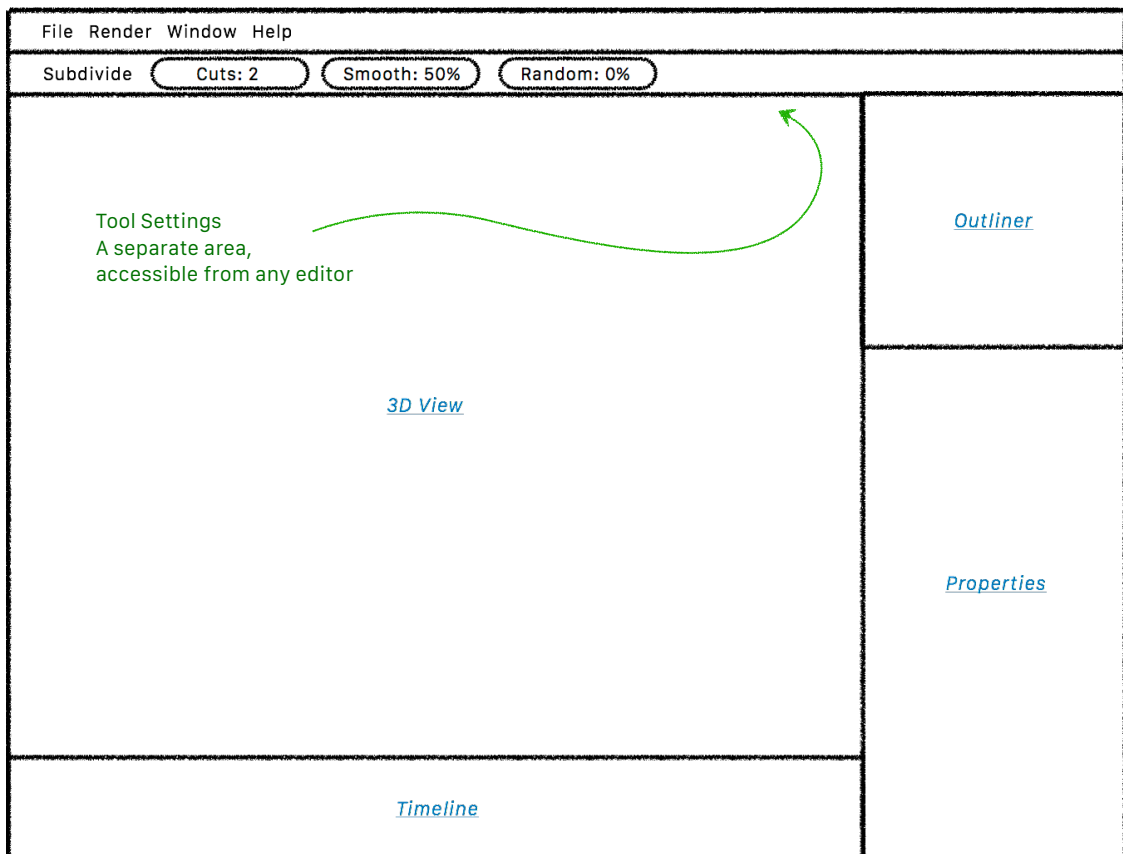 File Render Window Help
Subdivide Cuts: 2 Smooth: 50% Random: 0%
Tool Settings
A separate area,
accessible from any editor
Outliner
3D View
Properties
Timeline